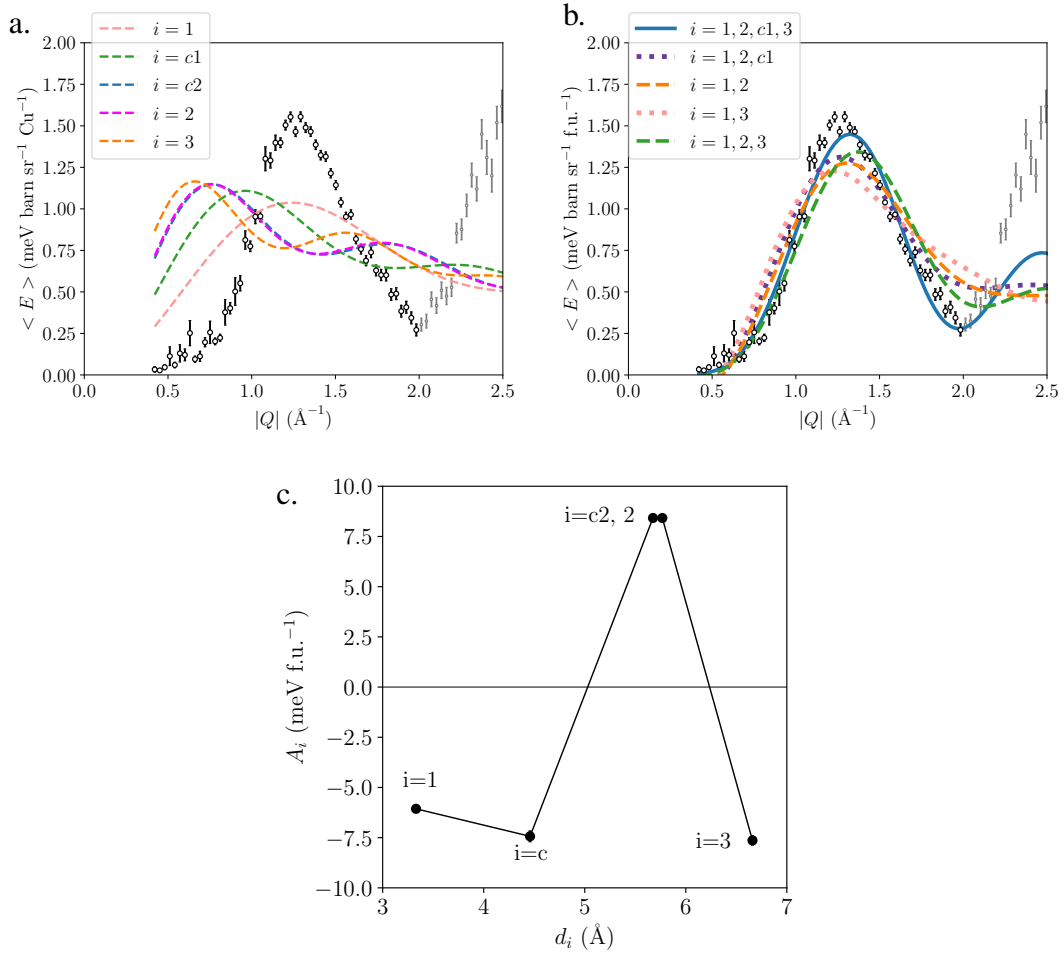 a.
i = 1
i = c1
i = c2
i = 2
i = 3
2.00
1.75
1.50
1.25
1.00
0.75
0.50
0.25
0.00
0.0
0.5
1.0
1.5
2.0
2.5
< E > (meV barn sr⁻¹ Cu⁻¹)
|Q| (Å⁻¹)
b.
i = 1, 2, c1, 3
i = 1, 2, c1
i = 1, 2
i = 1, 3
i = 1, 2, 3
2.00
1.75
1.50
1.25
1.00
0.75
0.50
0.25
0.00
0.0
0.5
1.0
1.5
2.0
2.5
< E > (meV barn sr⁻¹ f.u.⁻¹)
|Q| (Å⁻¹)
c.
10.0
7.5
5.0
2.5
0.0
−2.5
−5.0
−7.5
−10.0
3
4
5
6
7
A_i (meV f.u.⁻¹)
d_i (Å)
i=c2, 2
i=1
i=c
i=3